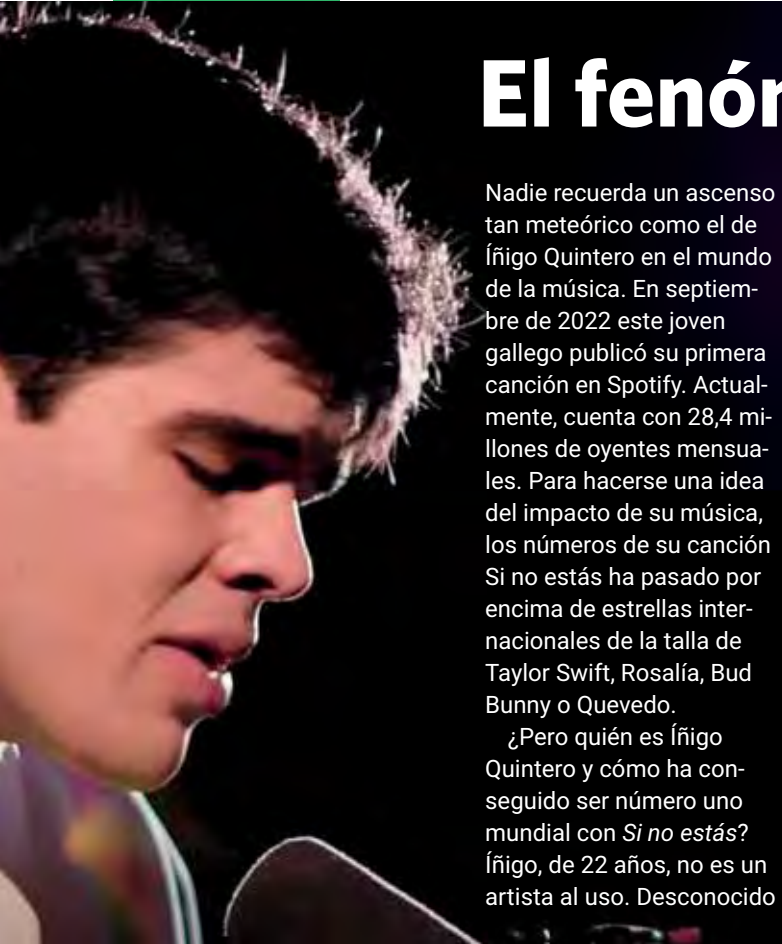 El fenóm
Nadie recuerda un ascenso
tan meteórico como el de
Íñigo Quintero en el mundo
de la música. En septiem-
bre de 2022 este joven
gallego publicó su primera
canción en Spotify. Actual-
mente, cuenta con 28,4 mi-
llones de oyentes mensua-
les. Para hacerse una idea
del impacto de su música,
los números de su canción
Si no estás ha pasado por
encima de estrellas inter-
nacionales de la talla de
Taylor Swift, Rosalía, Bud
Bunny o Quevedo.
¿Pero quién es Íñigo
Quintero y cómo ha con-
seguido ser número uno
mundial con Si no estás?
Íñigo, de 22 años, no es un
artista al uso. Desconocido